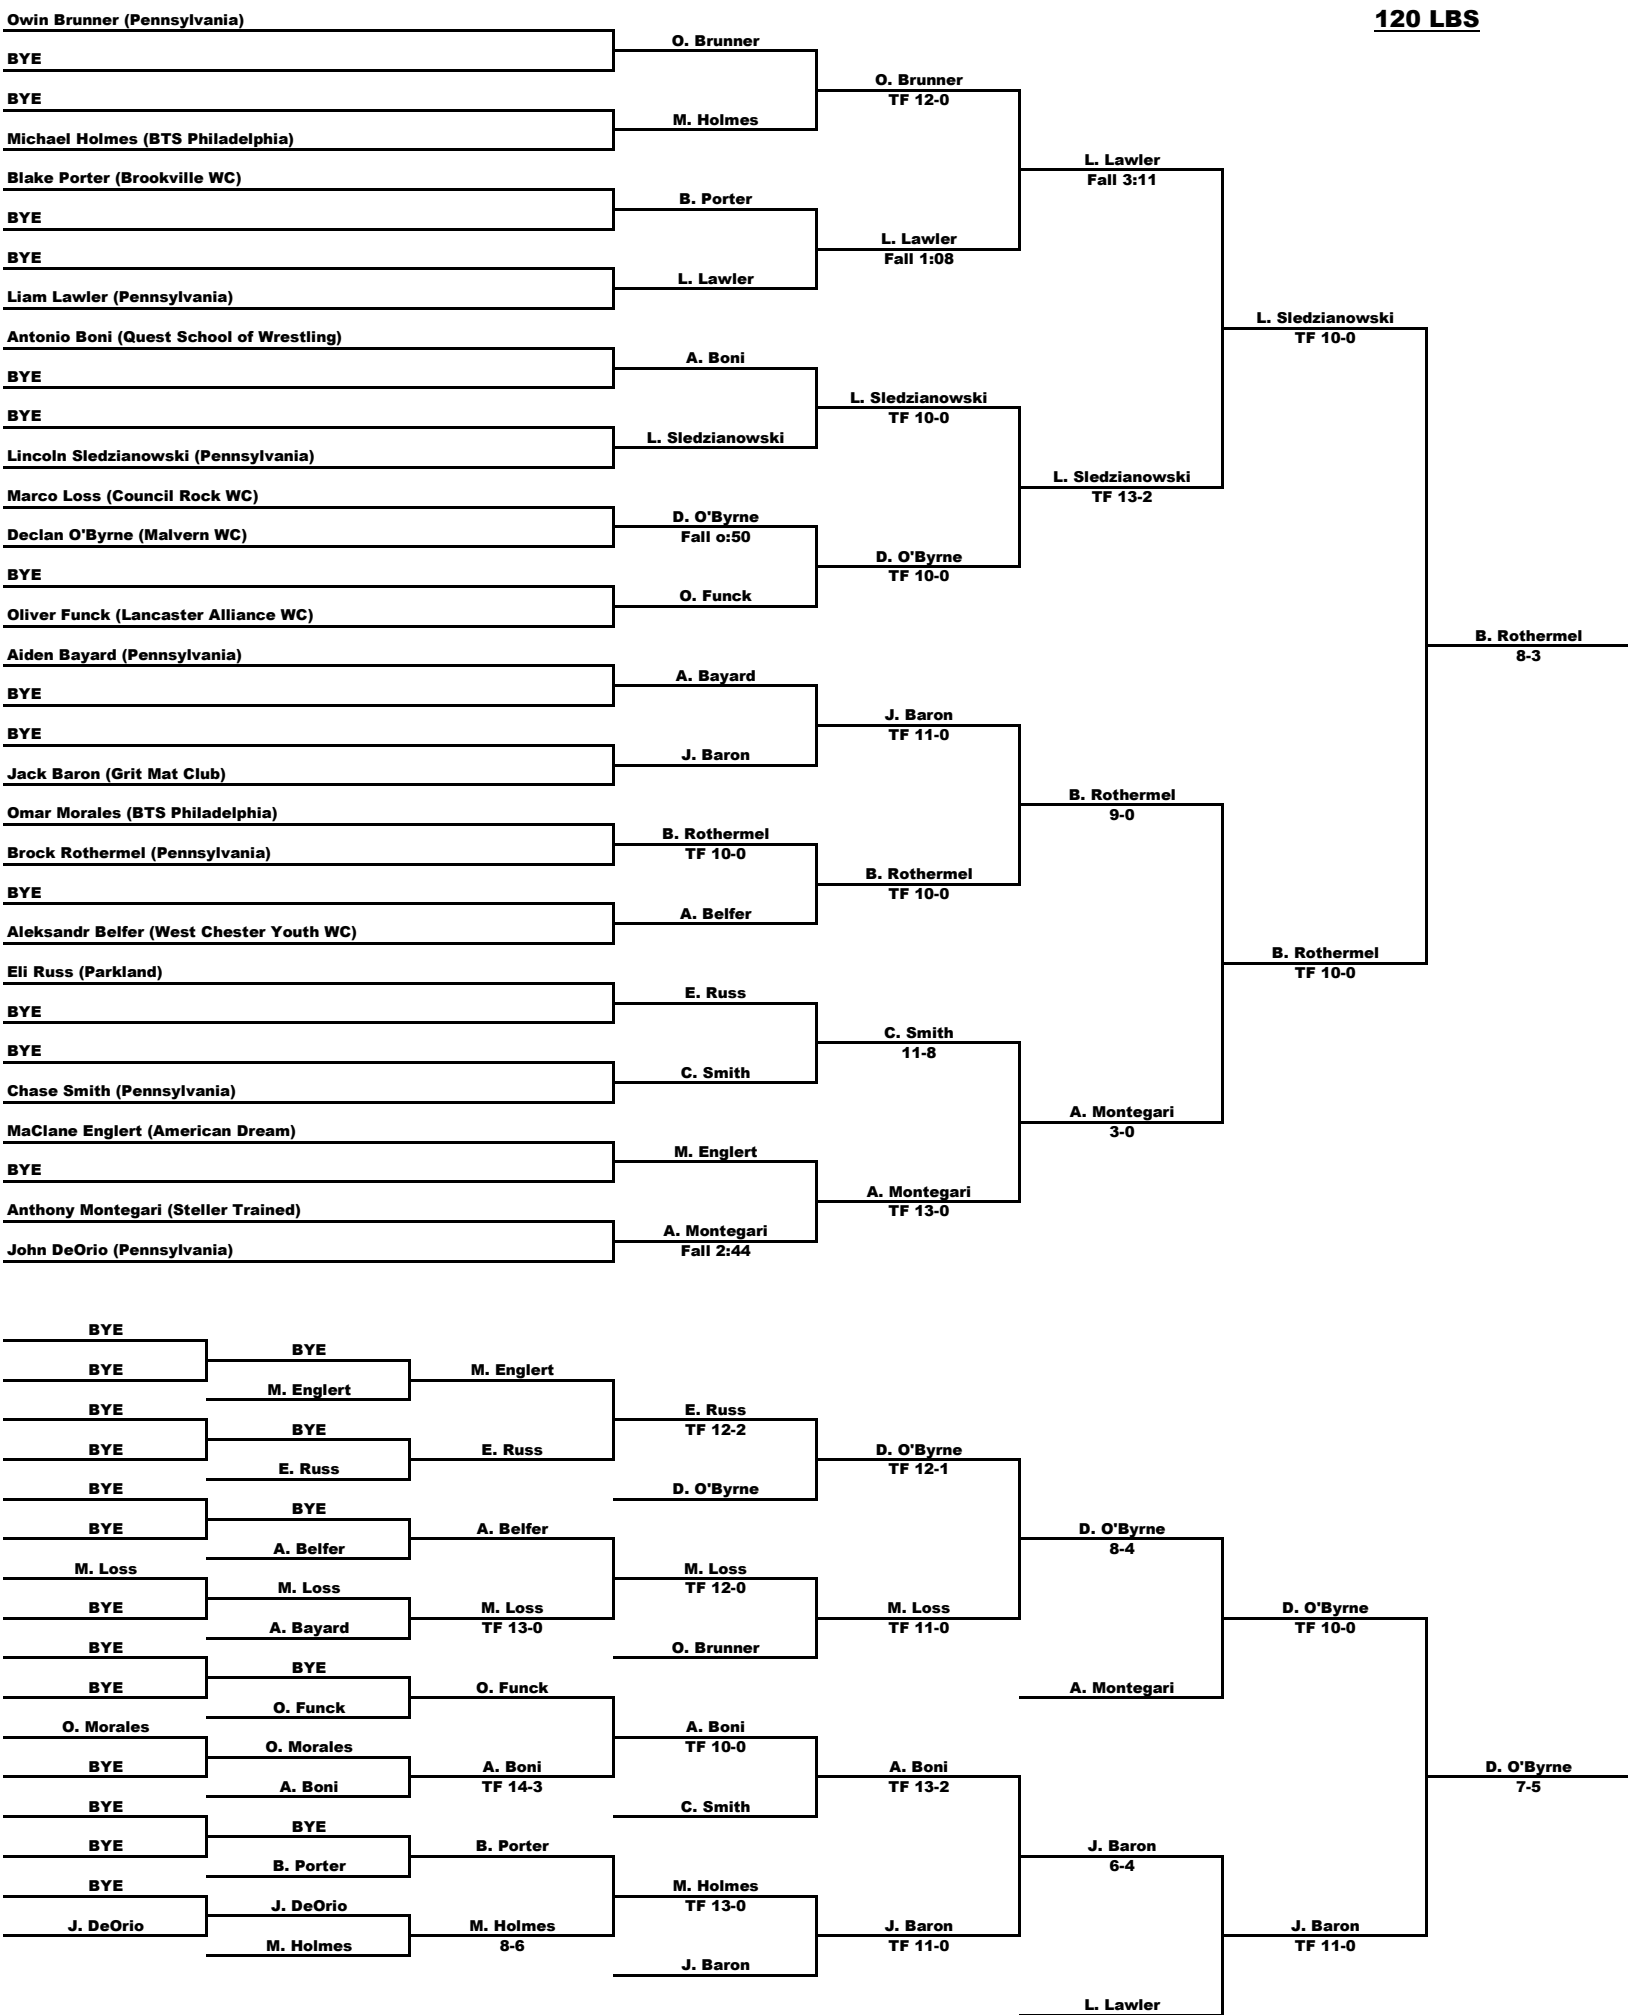 120 LBS
Owin Brunner (Pennsylvania)
BYE
BYE
Michael Holmes (BTS Philadelphia)
Blake Porter (Brookville WC)
BYE
BYE
Liam Lawler (Pennsylvania)
Antonio Boni (Quest School of Wrestling)
BYE
BYE
Lincoln Sledzianowski (Pennsylvania)
Marco Loss (Council Rock WC)
Declan O'Byrne (Malvern WC)
BYE
Oliver Funck (Lancaster Alliance WC)
Aiden Bayard (Pennsylvania)
BYE
BYE
Jack Baron (Grit Mat Club)
Omar Morales (BTS Philadelphia)
Brock Rothermel (Pennsylvania)
BYE
Aleksandr Belfer (West Chester Youth WC)
Eli Russ (Parkland)
BYE
BYE
Chase Smith (Pennsylvania)
MaClane Englert (American Dream)
BYE
Anthony Montegari (Steller Trained)
John DeOrio (Pennsylvania)
O. Brunner
M. Holmes
B. Porter
L. Lawler
A. Boni
L. Sledzianowski
D. O'Byrne
Fall o:50
O. Funck
A. Bayard
J. Baron
B. Rothermel
TF 10-0
A. Belfer
E. Russ
C. Smith
M. Englert
A. Montegari
Fall 2:44
O. Brunner
TF 12-0
L. Lawler
Fall 1:08
L. Sledzianowski
TF 10-0
D. O'Byrne
TF 10-0
J. Baron
TF 11-0
B. Rothermel
TF 10-0
C. Smith
11-8
A. Montegari
TF 13-0
L. Lawler
Fall 3:11
L. Sledzianowski
TF 13-2
B. Rothermel
9-0
A. Montegari
3-0
L. Sledzianowski
TF 10-0
B. Rothermel
TF 10-0
B. Rothermel
8-3
BYE
BYE
BYE
BYE
BYE
BYE
M. Loss
BYE
BYE
BYE
O. Morales
BYE
BYE
BYE
BYE
J. DeOrio
BYE
M. Englert
BYE
E. Russ
BYE
A. Belfer
M. Loss
A. Bayard
BYE
O. Funck
O. Morales
A. Boni
BYE
B. Porter
J. DeOrio
M. Holmes
M. Englert
E. Russ
A. Belfer
M. Loss
TF 13-0
O. Funck
A. Boni
TF 14-3
B. Porter
M. Holmes
8-6
E. Russ
TF 12-2
D. O'Byrne
M. Loss
TF 12-0
O. Brunner
A. Boni
TF 10-0
C. Smith
M. Holmes
TF 13-0
J. Baron
D. O'Byrne
TF 12-1
M. Loss
TF 11-0
A. Boni
TF 13-2
J. Baron
TF 11-0
D. O'Byrne
8-4
A. Montegari
J. Baron
6-4
L. Lawler
D. O'Byrne
TF 10-0
J. Baron
TF 11-0
D. O'Byrne
7-5